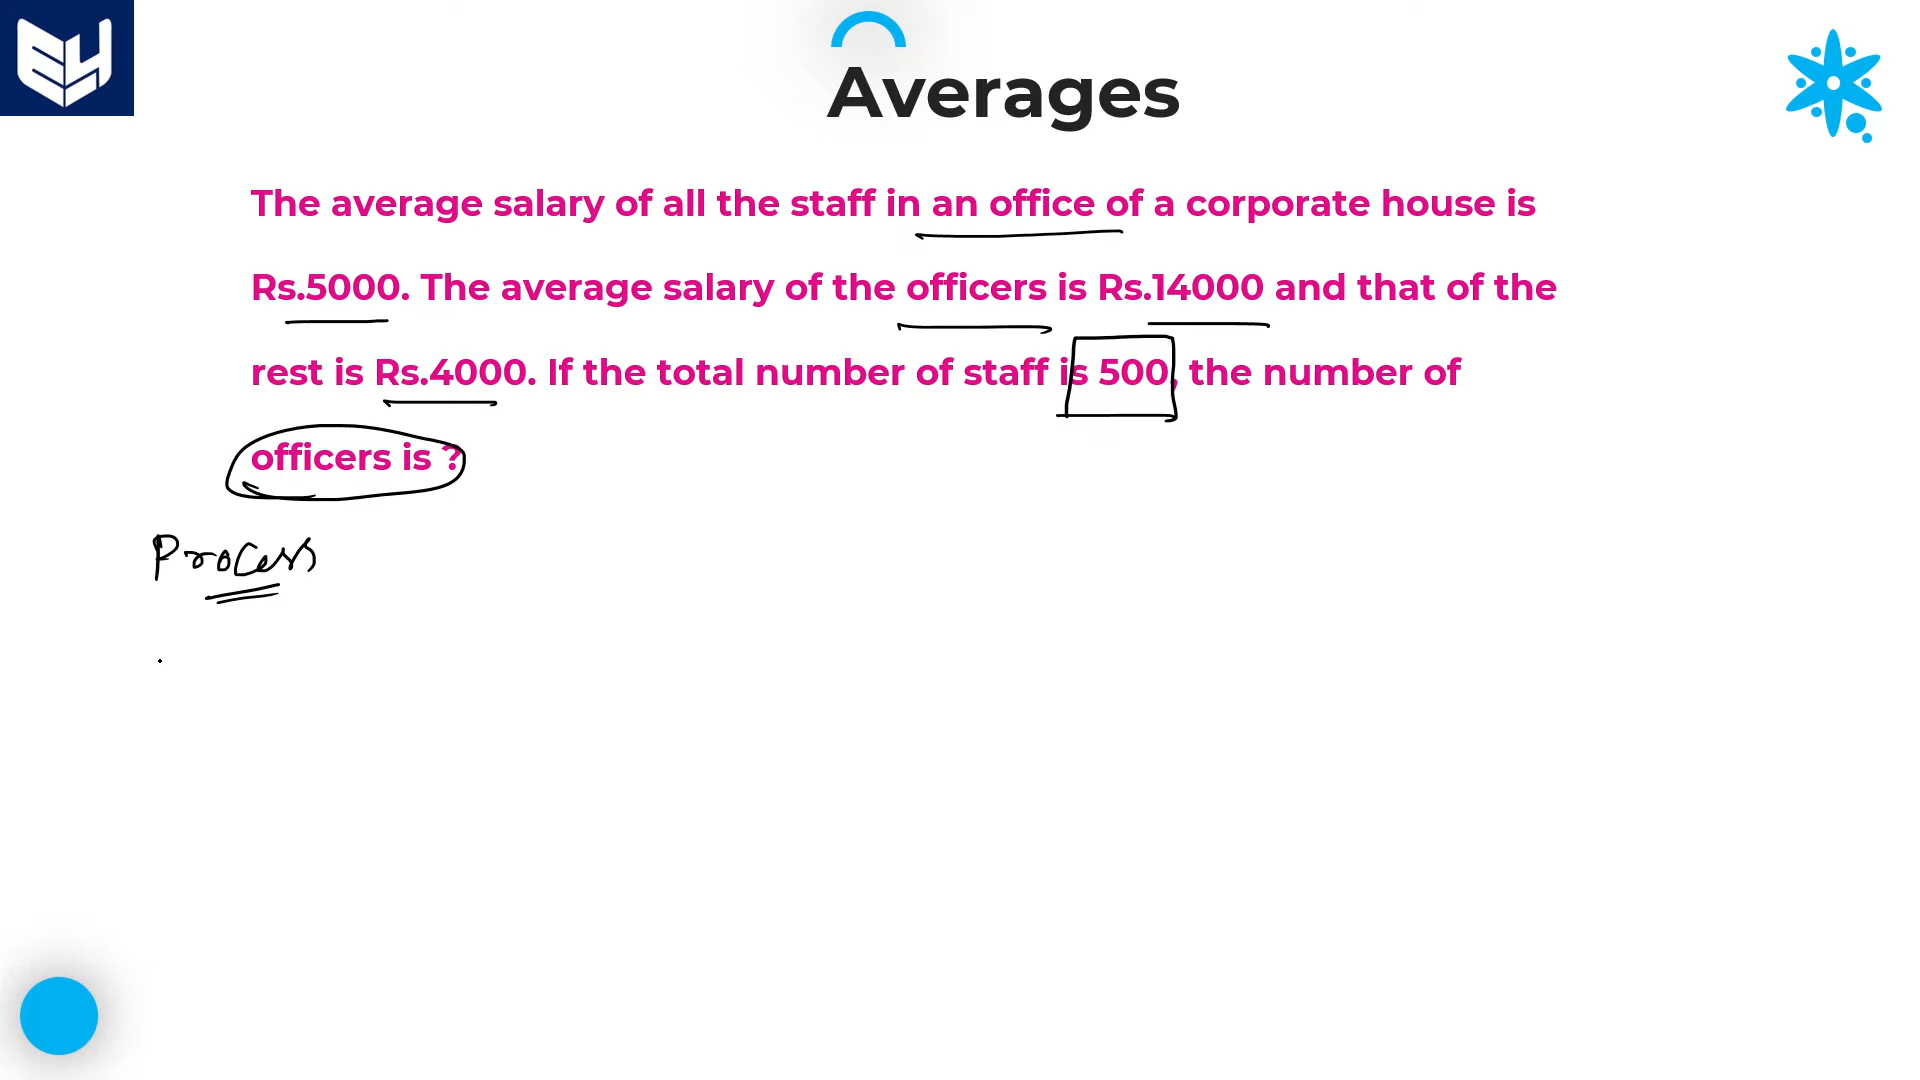 Averages
The average salary of all the staff in an office of a corporate house is
Rs.5000. The average salary of the officers is Rs.14000 and that of the
rest is Rs.4000. If the total number of staff is 500, the number of
officers is ?
Process